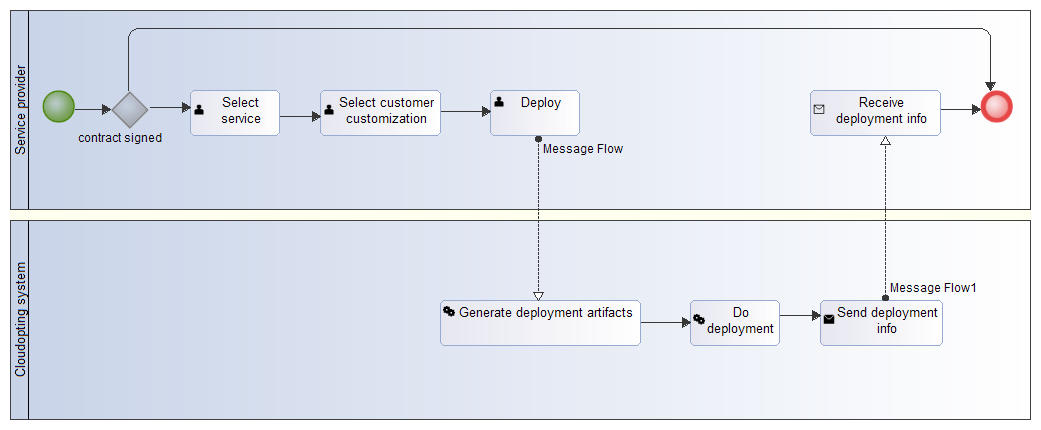 Service provider
contract signed
Select
service
Select customer
customization
Deploy
Message Flow
Receive
deployment info
Cloudopting system
Generate deployment artifacts
Do
deployment
Message Flow1
Send deployment
info